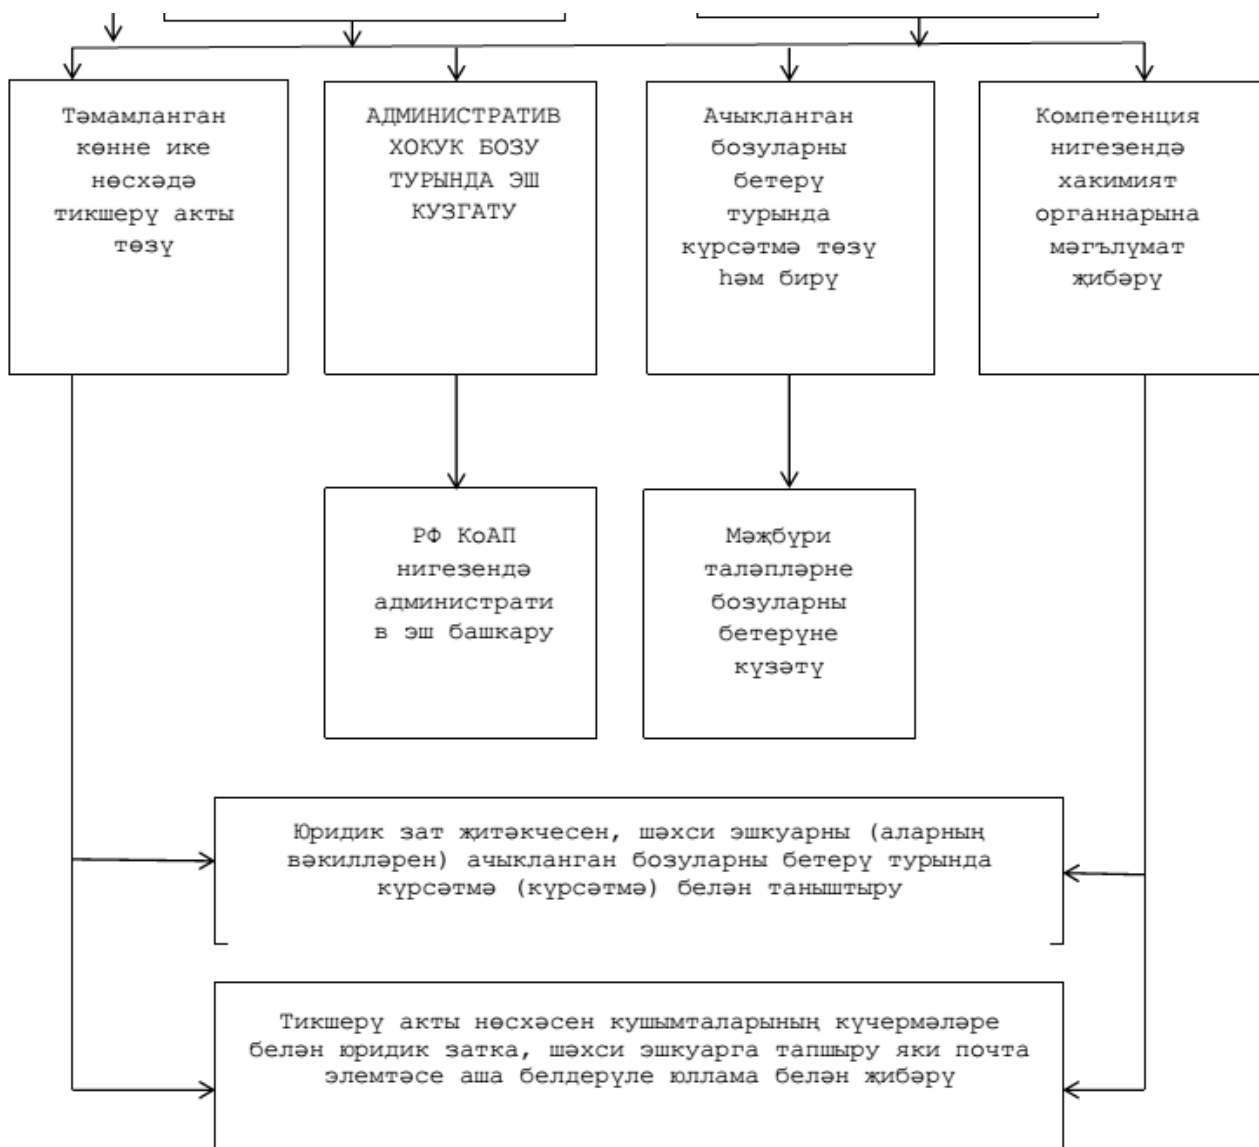 Тәмамланган
көнне ике
нөсхәдә
тикшерү акты
төзү
АДМИНИСТРАТИВ
ХОКУК БОЗУ
ТУРЫНДА ЭШ
КУЗГАТУ
Ачыкланган
бозуларны
бетерү
турында
күрсәтмә төзү
һәм бирү
Компетенция
нигезендә
хакимият
органнарына
мәгълүмат
җибәрү
РФ КоАП
нигезендә
администрати
в эш башкару
Мәҗбүри
таләпләрне
бозуларны
бетерүне
күзәтү
Юридик зат җитәкчесен, шәхси эшкуарны (аларның
вәкилләрен) ачыкланган бозуларны бетерү турында
күрсәтмә (күрсәтмә) белән таныштыру
Тикшерү акты нөсхәсен кушымталарының күчермәләре
белән юридик затка, шәхси эшкуарга тапшыру яки почта
элемтәсе аша белдерүле юллама белән җибәрү